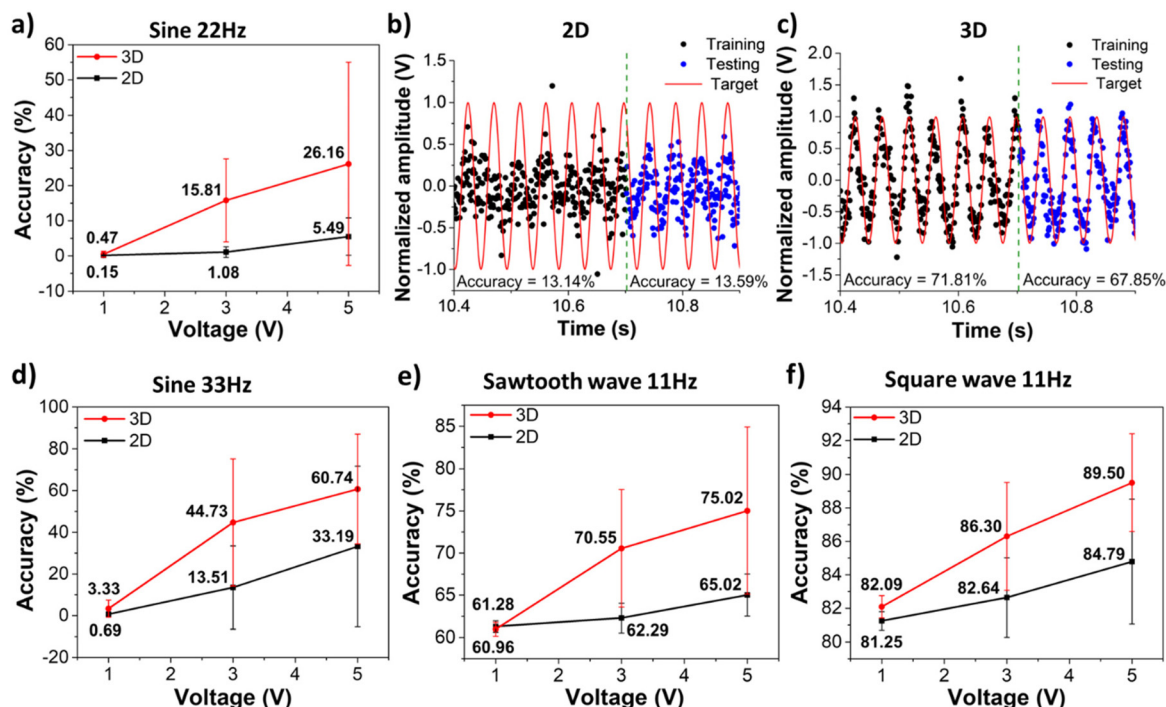 a) Sine 22Hz
3D
2D
Accuracy (%)
60
50
40
30
20
10
0
-10
0.47
0.15
15.81
1.08
26.16
5.49
1 2 3 4 5
Voltage (V)
b) 2D
Training
Testing
Target
Normalized amplitude (V)
1.5
1.0
0.5
0.0
-0.5
-1.0
Accuracy = 13.14% Accuracy = 13.59%
10.4 10.6 10.8
Time (s)
c) 3D
Training
Testing
Target
Normalized amplitude (V)
2.0
1.5
1.0
0.5
0.0
-0.5
-1.0
-1.5
Accuracy = 71.81% Accuracy = 67.85%
10.4 10.6 10.8
Time (s)
d) Sine 33Hz
3D
2D
Accuracy (%)
100
80
60
40
20
0
-20
3.33
0.69
44.73
13.51
60.74
33.19
1 2 3 4 5
Voltage (V)
e) Sawtooth wave 11Hz
3D
2D
Accuracy (%)
85
80
75
70
65
60
61.28
60.96
70.55
62.29
75.02
65.02
1 2 3 4 5
Voltage (V)
f) Square wave 11Hz
3D
2D
Accuracy (%)
94
92
90
88
86
84
82
80
82.09
81.25
86.30
82.64
89.50
84.79
1 2 3 4 5
Voltage (V)